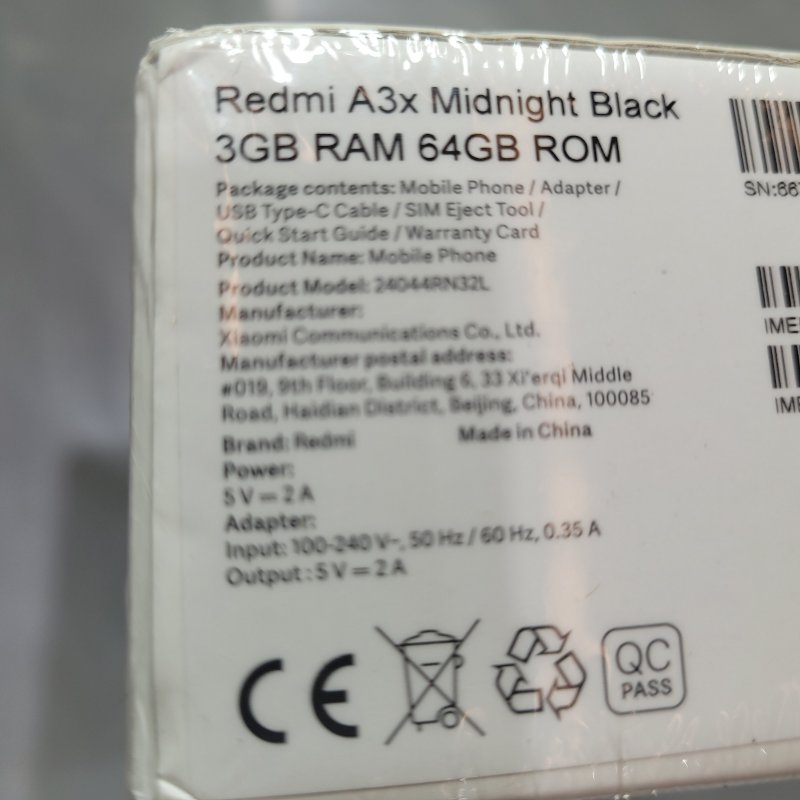 Redmi A3x Midnight Black
3GB RAM 64GB ROM
Package contents: Mobile Phone / Adapter /
USB Type-C Cable / SIM Eject Tool /
Quick Start Guide / Warranty Card
Product Name: Mobile Phone
Product Model: 24044RN32L
Manufacturer:
Xiaomi Communications Co., Ltd.
Manufacturer postal address:
#019, 9th Floor, Building 6, 33 Xi'erqi Middle
Road, Haidian District, Beijing, China, 100085
Brand: Redmi Made in China
Power:
5 V ⎓ 2 A
Adapter:
Input: 100-240 V~, 50 Hz / 60 Hz, 0.35 A
Output: 5 V ⎓ 2 A
CE
QC
PASS
SN:66
IME
IM